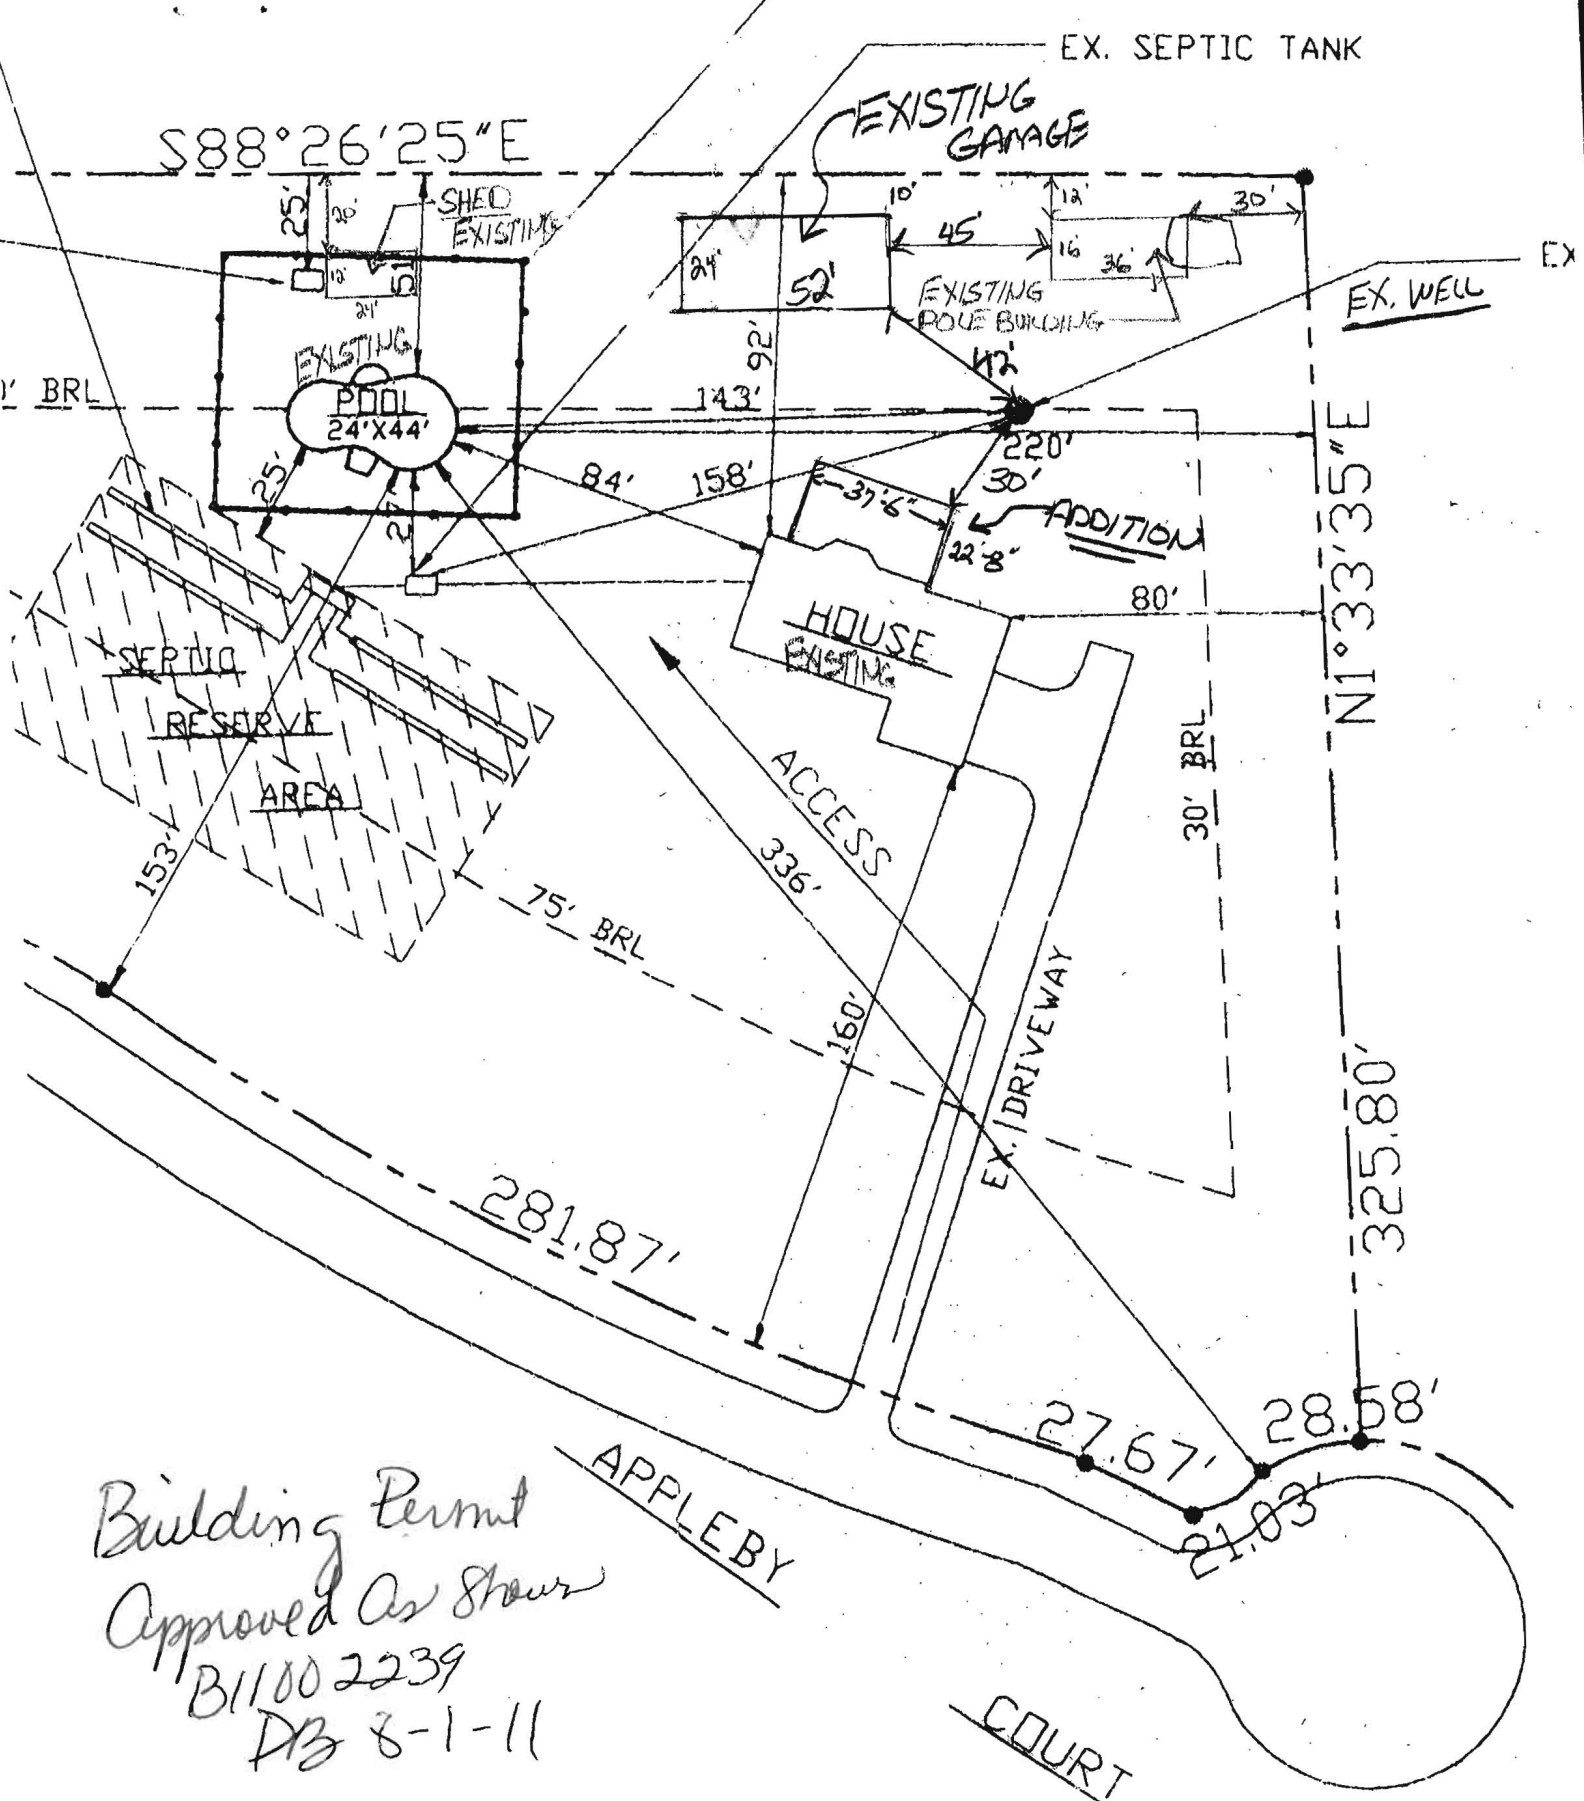 EX. SEPTIC TANK
EXISTING
GARAGE
S88°26'25"E
25'
20'
SHED
EXISTING
10'
12'
30'
45'
12'
51'
24'
24'
52'
16'
36'
EX
EX. WELL
EXISTING
POLE BUILDING
EXISTING
92'
42'
' BRL
POOL
24'X44'
143'
220'
25'
27'
84'
158'
30'
37'-6"
ADDITION
22'-8"
N1°33'35"E
80'
HOUSE
EXISTING
SEPTIC
RESERVE
AREA
ACCESS
30' BRL
336'
153'
75' BRL
160'
EX. DRIVEWAY
325.80'
281.87'
27.67'
28.58'
21.03'
APPLEBY
COURT
Building Permit
Approved As Shown
B11002239
DB 8-1-11